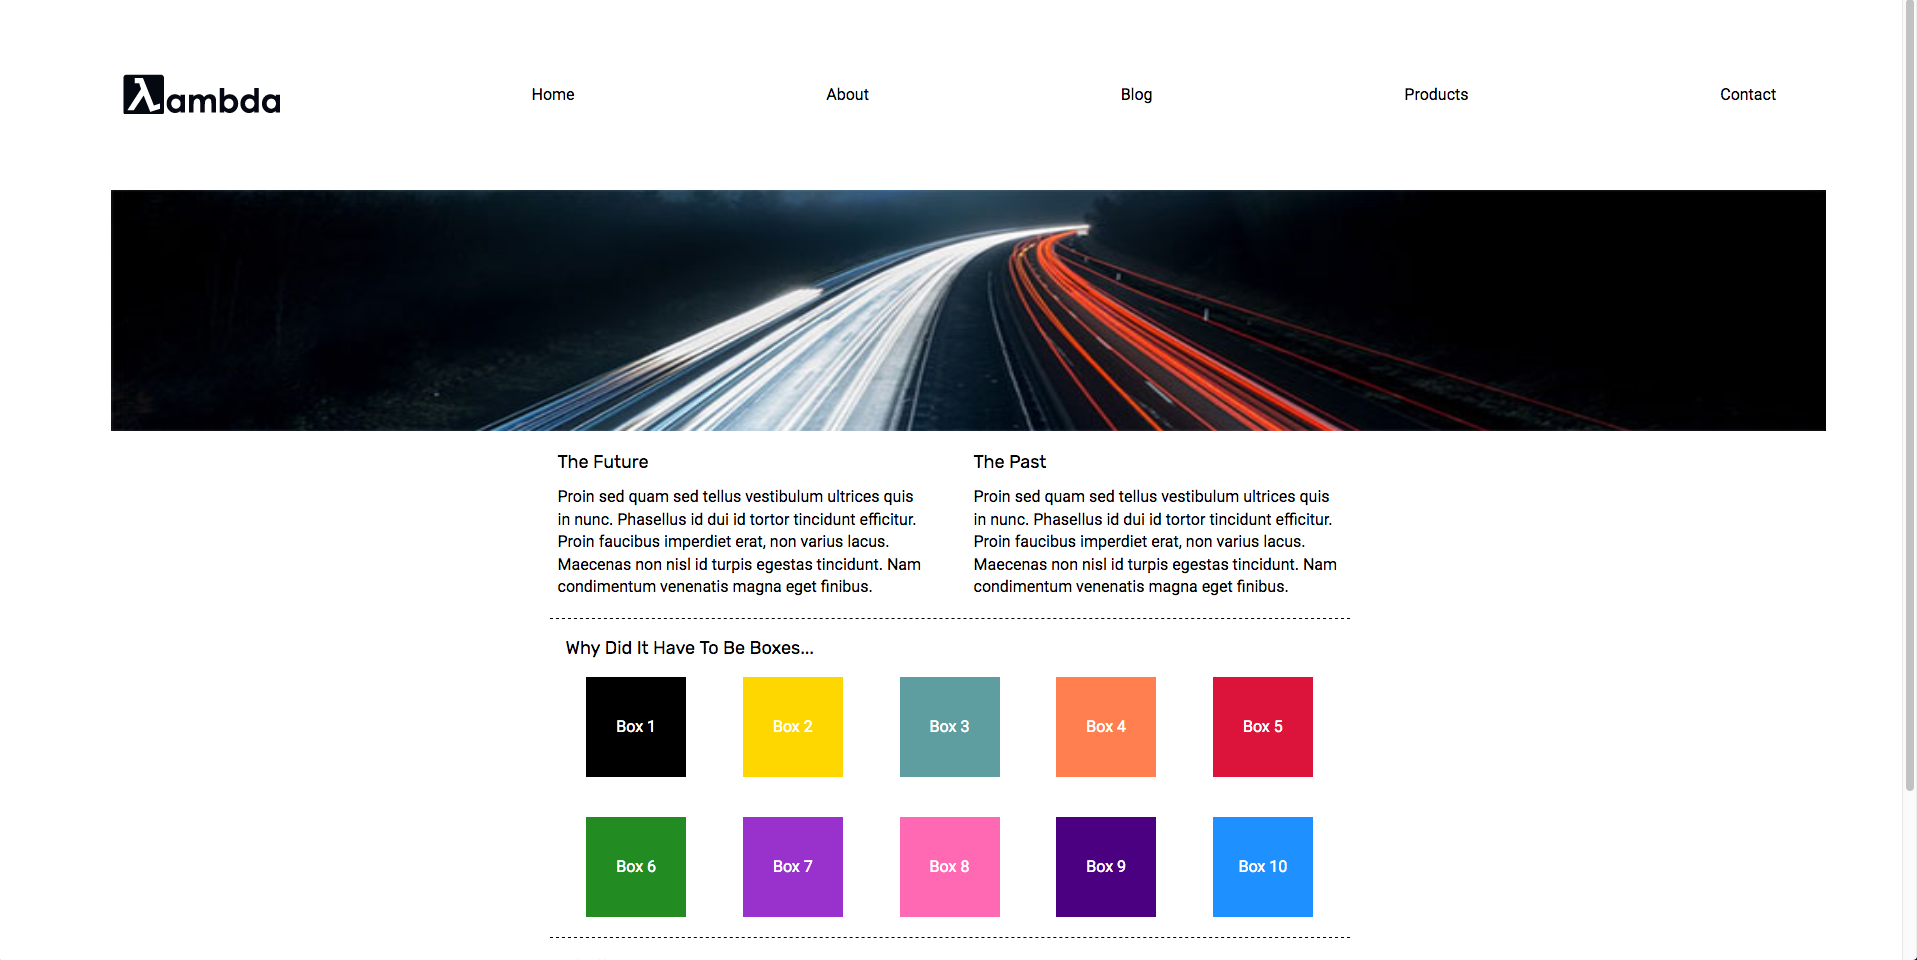 λambda
Home
About
Blog
Products
Contact
The Future
Proin sed quam sed tellus vestibulum ultrices quis
in nunc. Phasellus id dui id tortor tincidunt efficitur.
Proin faucibus imperdiet erat, non varius lacus.
Maecenas non nisl id turpis egestas tincidunt. Nam
condimentum venenatis magna eget finibus.
The Past
Proin sed quam sed tellus vestibulum ultrices quis
in nunc. Phasellus id dui id tortor tincidunt efficitur.
Proin faucibus imperdiet erat, non varius lacus.
Maecenas non nisl id turpis egestas tincidunt. Nam
condimentum venenatis magna eget finibus.
Why Did It Have To Be Boxes...
Box 1
Box 2
Box 3
Box 4
Box 5
Box 6
Box 7
Box 8
Box 9
Box 10